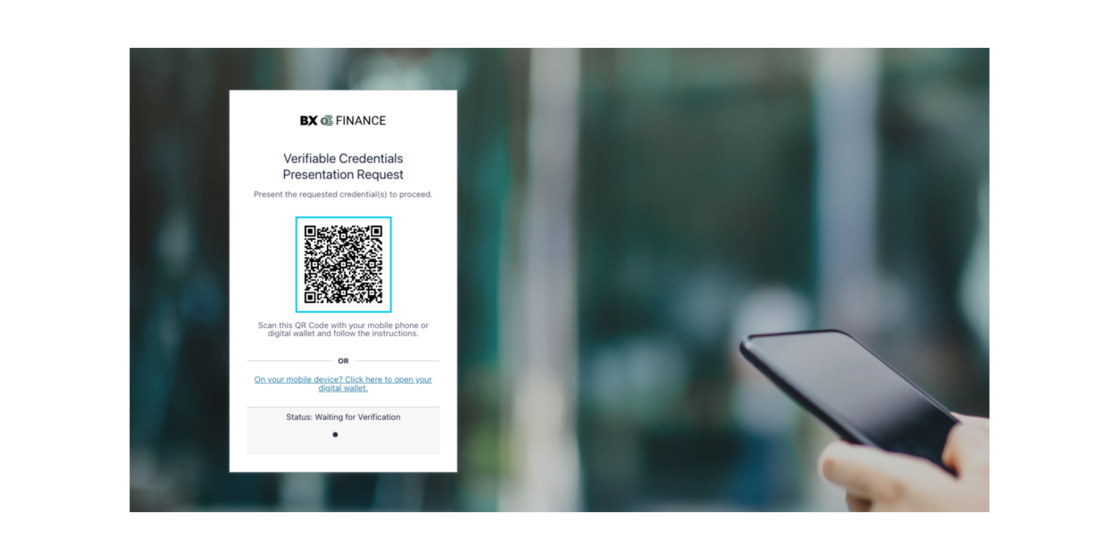 BX FINANCE
Verifiable Credentials
Presentation Request
Present the requested credential(s) to proceed.
Scan this QR Code with your mobile phone or
digital wallet and follow the instructions.
OR
On your mobile device? Click here to open your
digital wallet.
Status: Waiting for Verification